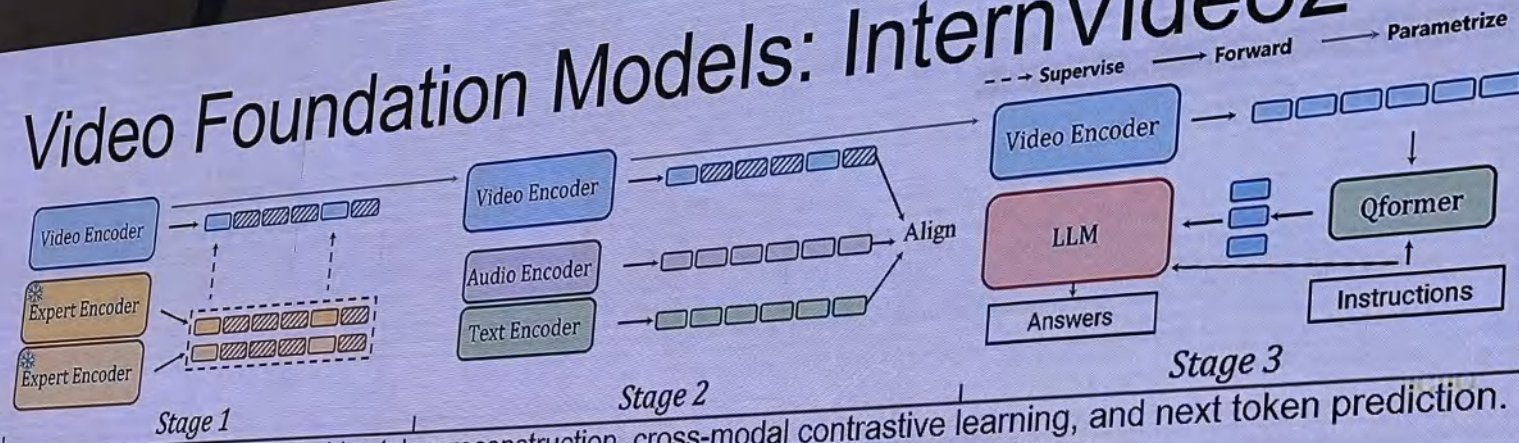 Video Foundation Models: InternVideo2
Supervise
Forward
Parametrize
Video Encoder
Expert Encoder
Expert Encoder
Stage 1
Video Encoder
Audio Encoder
Text Encoder
Align
Stage 2
Video Encoder
LLM
Qformer
Answers
Instructions
Stage 3
cross-modal contrastive learning, and next token prediction.